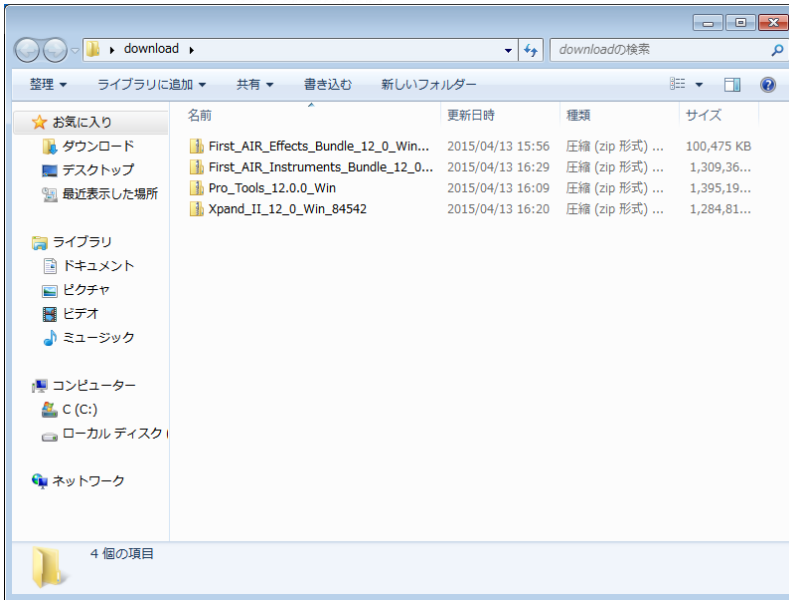 download
downloadの検索
整理
ライブラリに追加
共有
書き込む
新しいフォルダー
お気に入り
ダウンロード
デスクトップ
最近表示した場所
ライブラリ
ドキュメント
ピクチャ
ビデオ
ミュージック
コンピューター
C (C:)
ローカル ディスク (
ネットワーク
名前 更新日時 種類 サイズ
First_AIR_Effects_Bundle_12_0_Win... 2015/04/13 15:56 圧縮 (zip 形式) ... 100,475 KB
First_AIR_Instruments_Bundle_12_0... 2015/04/13 16:29 圧縮 (zip 形式) ... 1,309,36...
Pro_Tools_12.0.0_Win 2015/04/13 16:09 圧縮 (zip 形式) ... 1,395,19...
Xpand_II_12_0_Win_84542 2015/04/13 16:20 圧縮 (zip 形式) ... 1,284,81...
4 個の項目